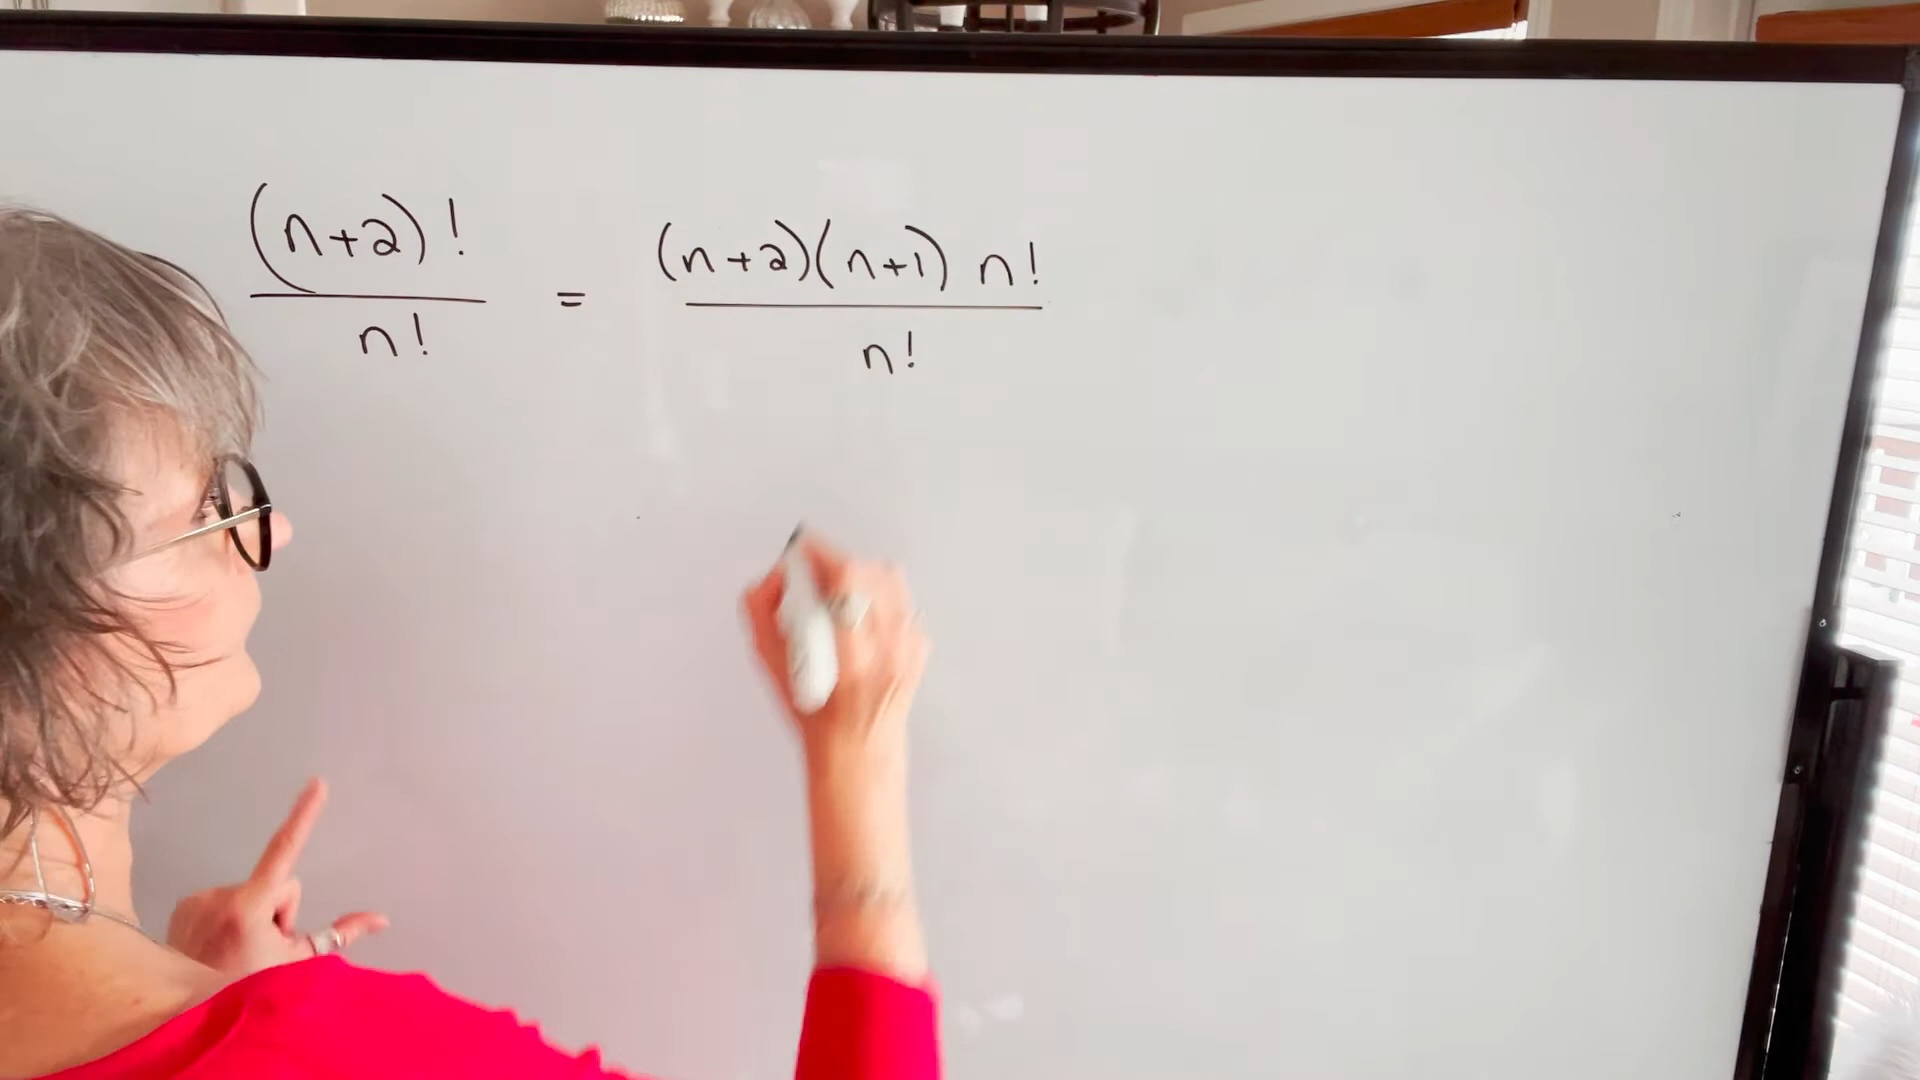 (n+2)! / n! = (n+2)(n+1) n! / n!